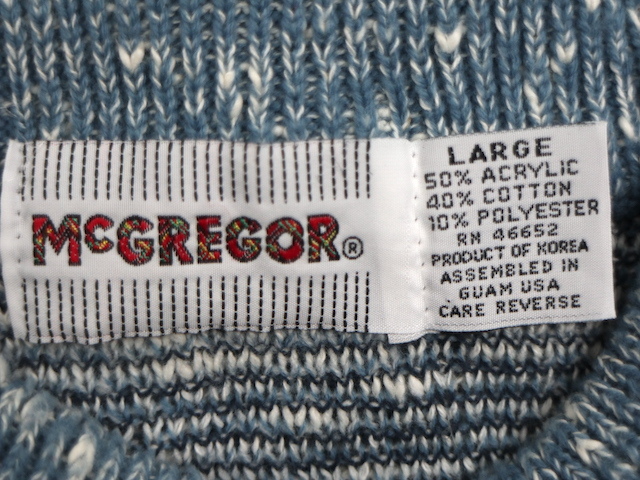 McGREGOR®
LARGE
50% ACRYLIC
40% COTTON
10% POLYESTER
RN 46652
PRODUCT OF KOREA
ASSEMBLED IN
GUAM USA
CARE REVERSE